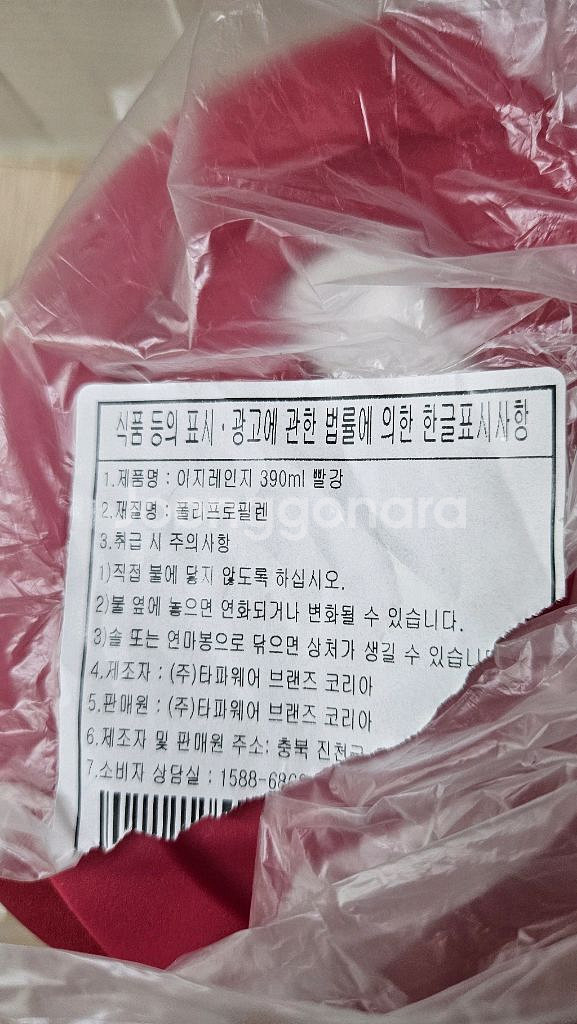 식품 등의 표시·광고에 관한 법률에 의한 한글표시사항
1.제품명 : 이지레인지 390ml 빨강
2.재질명 : 폴리프로필렌
3.취급 시 주의사항
1)직접 불에 닿지 않도록 하십시오.
2)불 옆에 놓으면 연화되거나 변화될 수 있습니다.
3)솔 또는 연마봉으로 닦으면 상처가 생길 수 있습니
4.제조자 : (주)타파웨어 브랜즈 코리아
5.판매원 : (주)타파웨어 브랜즈 코리아
6.제조자 및 판매원 주소: 충북 진천군
7.소비자 상담실 : 1588-686